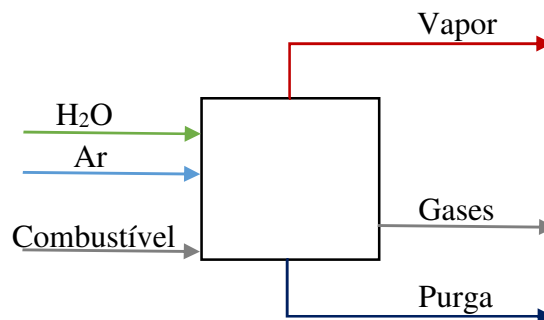 Vapor
H₂O
Ar
Gases
Combustível
Purga